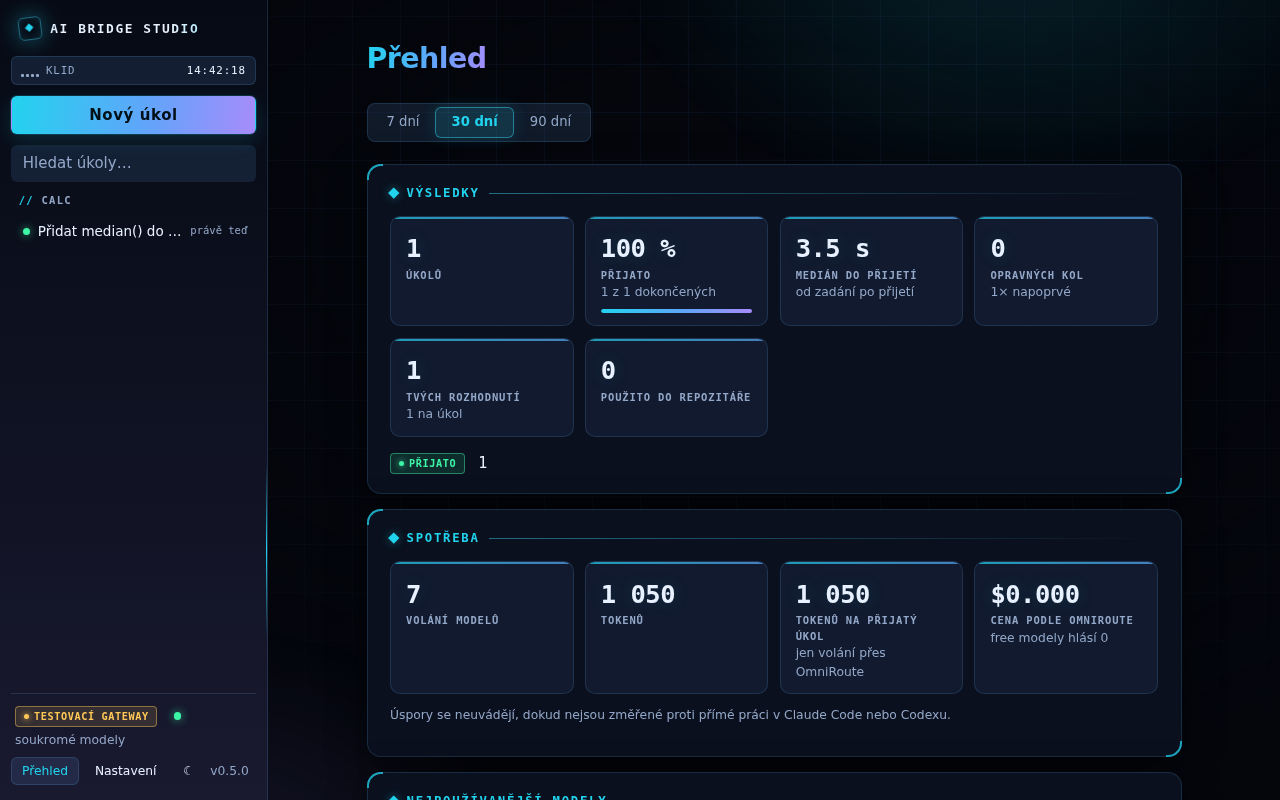 AI BRIDGE STUDIO
KLID 14:42:18
Nový úkol
Hledat úkoly…
// CALC
Přidat median() do … právě teď
TESTOVACÍ GATEWAY
soukromé modely
Přehled Nastavení ☾ v0.5.0
Přehled
7 dní 30 dní 90 dní
VÝSLEDKY
1
ÚKOLŮ
100 %
PŘIJATO
1 z 1 dokončených
3.5 s
MEDIÁN DO PŘIJETÍ
od zadání po přijetí
0
OPRAVNÝCH KOL
1× napoprvé
1
TVÝCH ROZHODNUTÍ
1 na úkol
0
POUŽITO DO REPOZITÁŘE
PŘIJATO 1
SPOTŘEBA
7
VOLÁNÍ MODELŮ
1 050
TOKENŮ
1 050
TOKENŮ NA PŘIJATÝ
ÚKOL
jen volání přes
OmniRoute
$0.000
CENA PODLE OMNIROUTE
free modely hlásí 0
Úspory se neuvádějí, dokud nejsou změřené proti přímé práci v Claude Code nebo Codexu.
NEJPOUŽÍVANĚJŠÍ MODELY